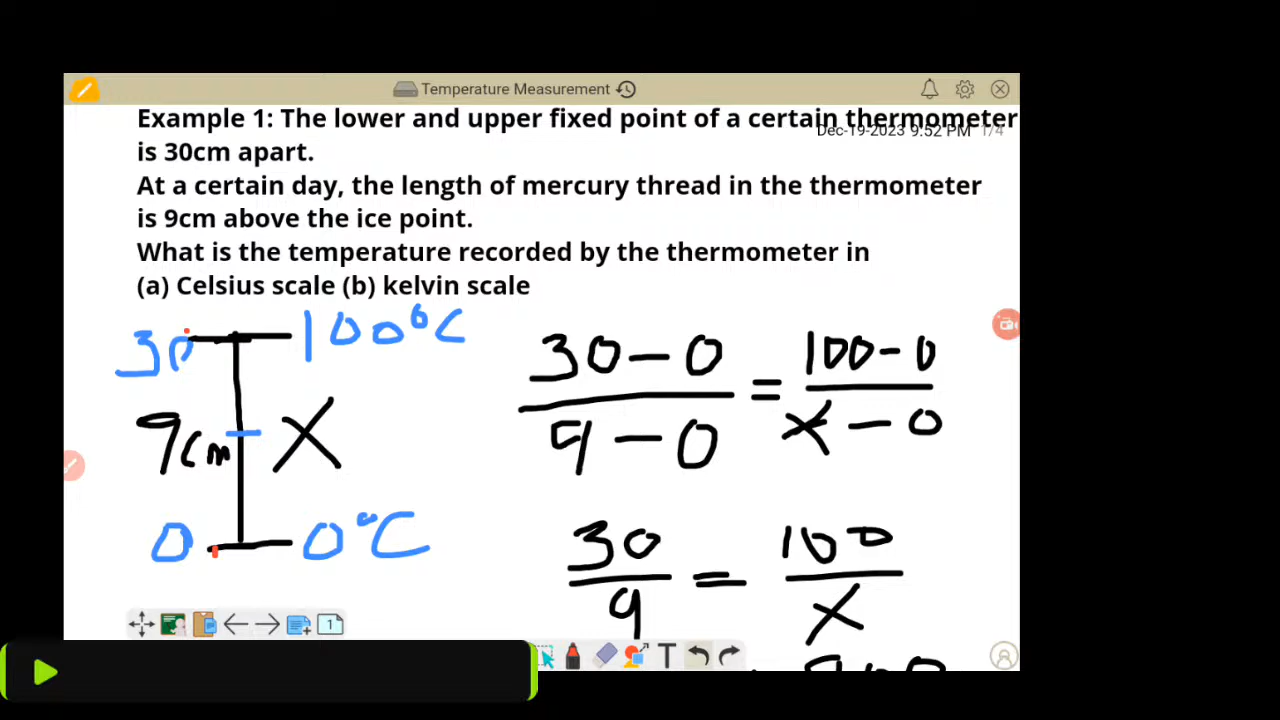 Temperature Measurement
Example 1: The lower and upper fixed point of a certain thermometer
Dec-19-2023 9:52 PM 1/4
is 30cm apart.
At a certain day, the length of mercury thread in the thermometer
is 9cm above the ice point.
What is the temperature recorded by the thermometer in
(a) Celsius scale (b) kelvin scale
30 100°C
9cm X
0 0°C
30-0 = 100-0
9-0 x-0
30 = 100
9 x
1
T